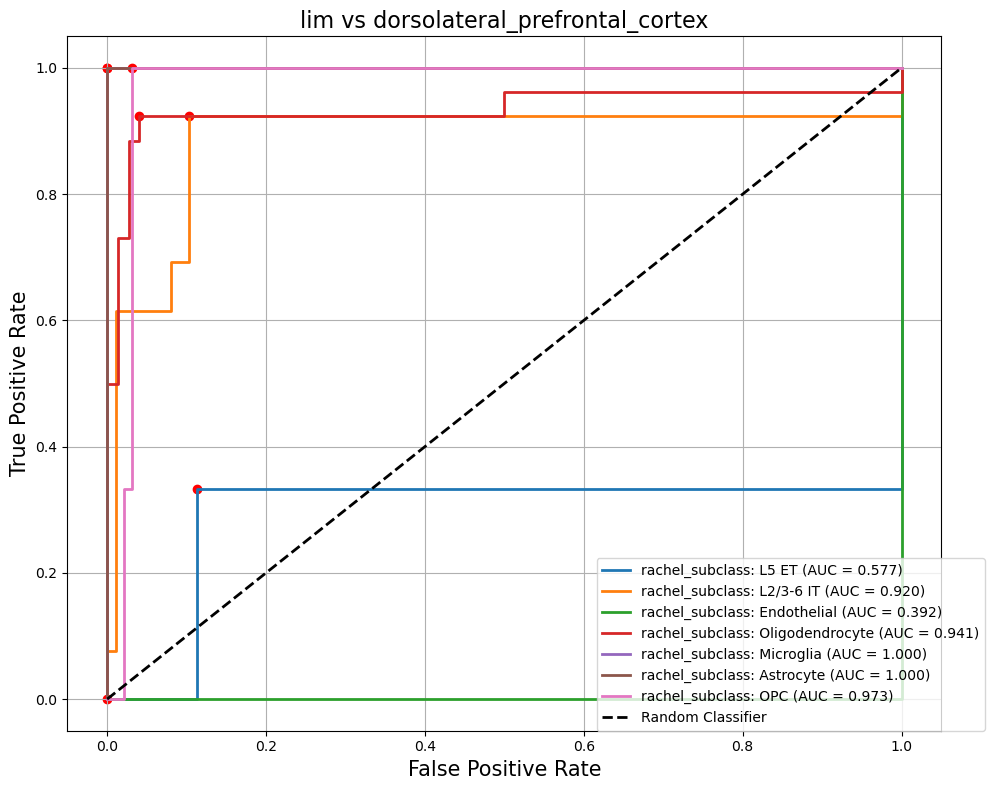 lim vs dorsolateral_prefrontal_cortex
True Positive Rate
1.0
0.8
0.6
0.4
0.2
0.0
0.0
0.2
0.4
0.6
0.8
1.0
False Positive Rate
rachel_subclass: L5 ET (AUC = 0.577)
rachel_subclass: L2/3-6 IT (AUC = 0.920)
rachel_subclass: Endothelial (AUC = 0.392)
rachel_subclass: Oligodendrocyte (AUC = 0.941)
rachel_subclass: Microglia (AUC = 1.000)
rachel_subclass: Astrocyte (AUC = 1.000)
rachel_subclass: OPC (AUC = 0.973)
Random Classifier